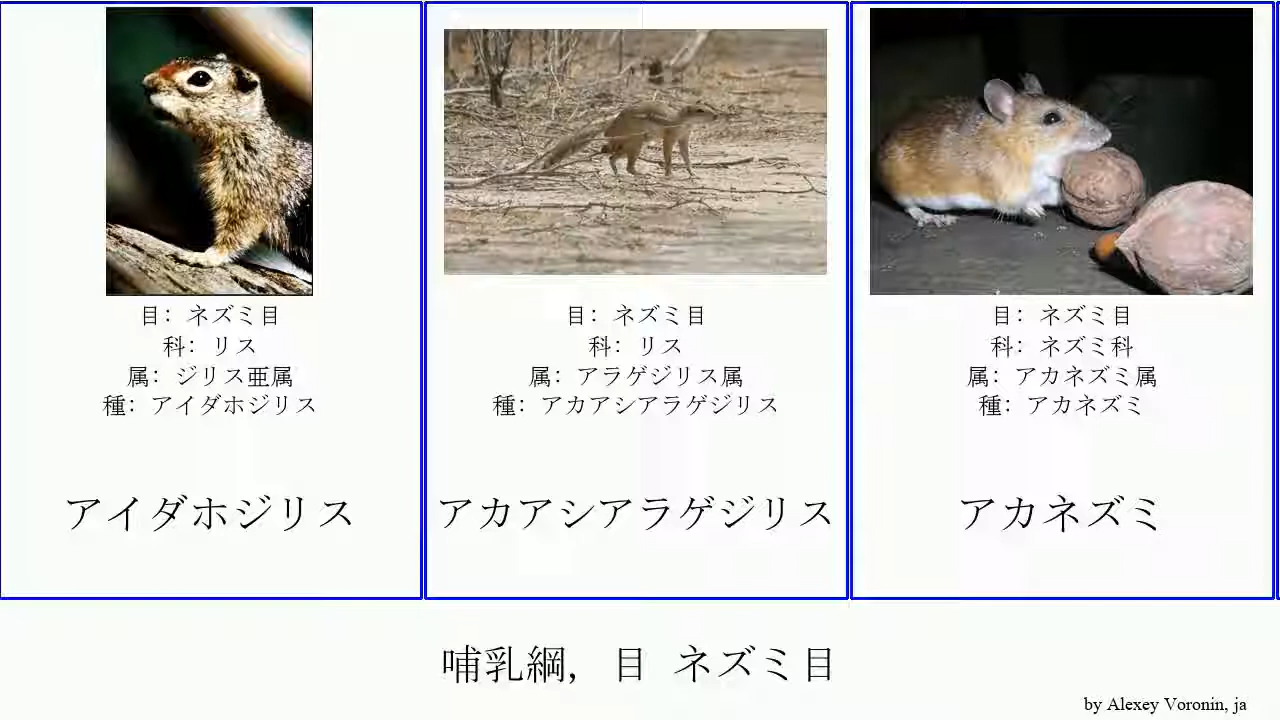 目: ネズミ目
科: リス
属: ジリス亜属
種: アイダホジリス
アイダホジリス
目: ネズミ目
科: リス
属: アラゲジリス属
種: アカアシアラゲジリス
アカアシアラゲジリス
目: ネズミ目
科: ネズミ科
属: アカネズミ属
種: アカネズミ
アカネズミ
哺乳綱, 目 ネズミ目
by Alexey Voronin, ja